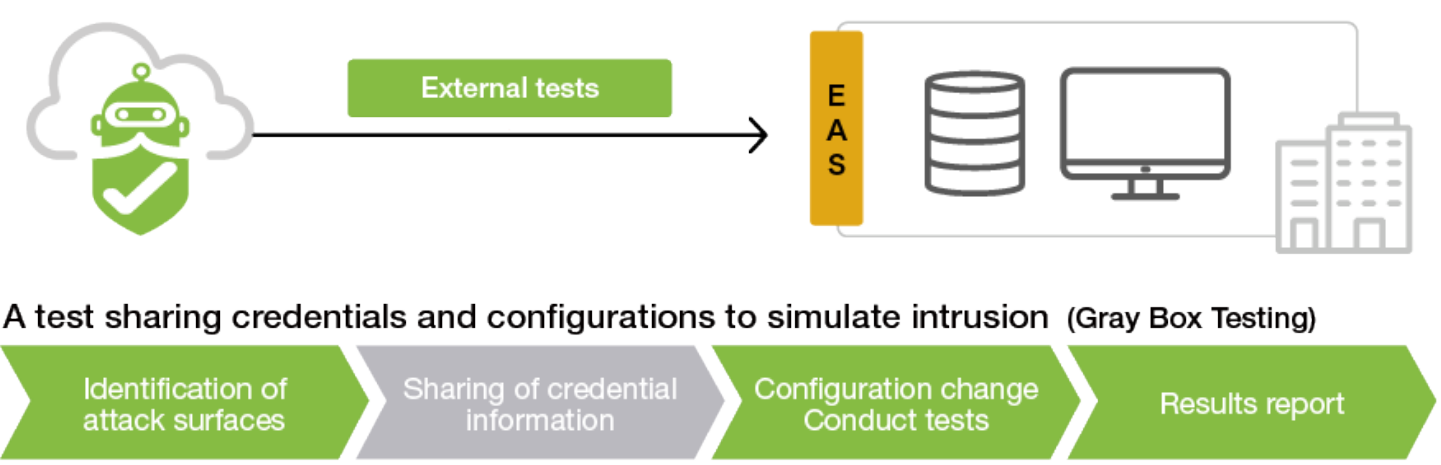 External tests
E
A
S
A test sharing credentials and configurations to simulate intrusion (Gray Box Testing)
Identification of
attack surfaces
Sharing of credential
information
Configuration change
Conduct tests
Results report